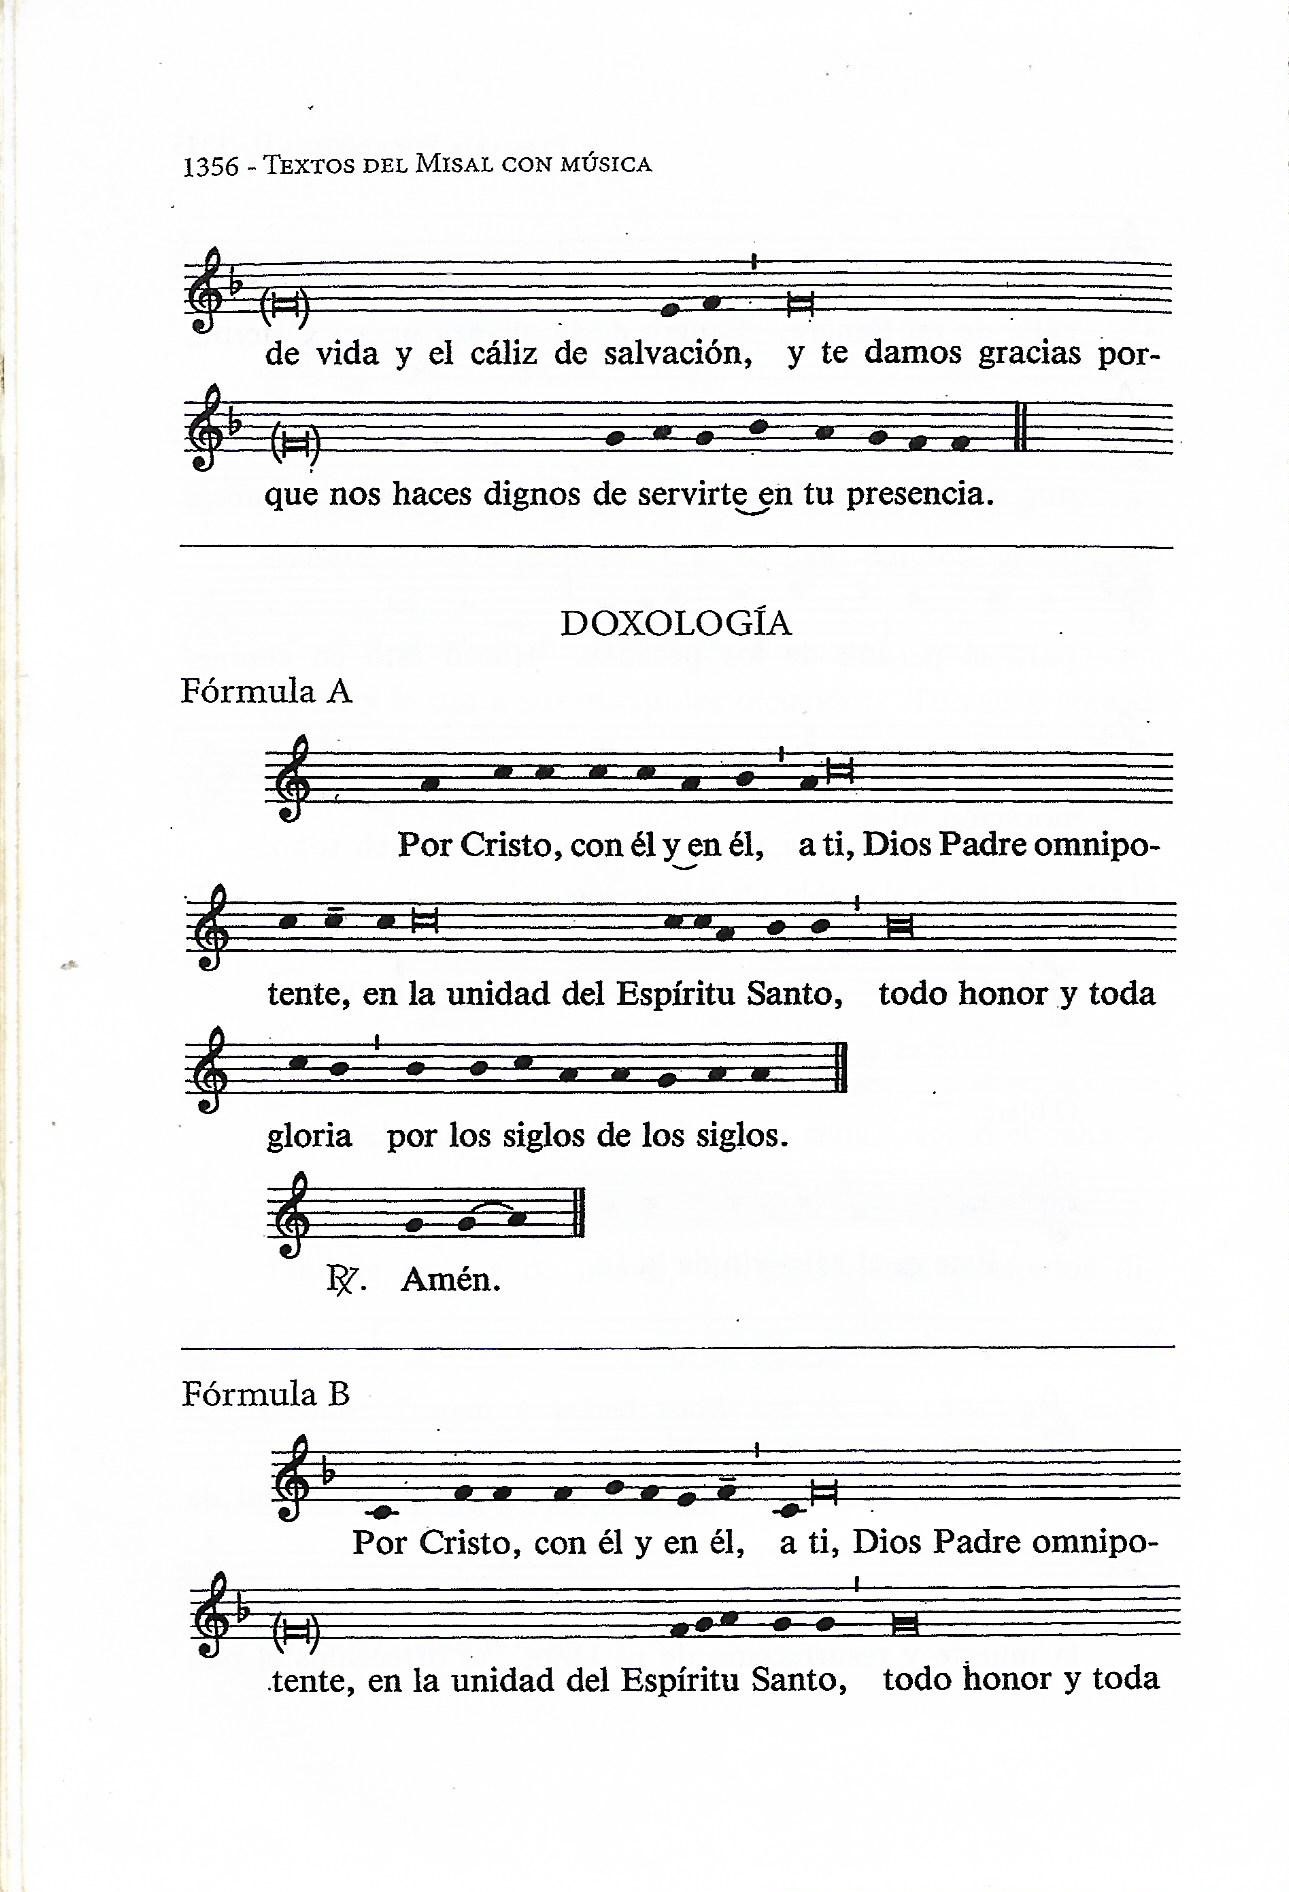 1356 - Textos del Misal con música
de vida y el cáliz de salvación, y te damos gracias por-
que nos haces dignos de servirte en tu presencia.
DOXOLOGÍA
Fórmula A
Por Cristo, con él y en él, a ti, Dios Padre omnipo-
tente, en la unidad del Espíritu Santo, todo honor y toda
gloria por los siglos de los siglos.
℟. Amén.
Fórmula B
Por Cristo, con él y en él, a ti, Dios Padre omnipo-
tente, en la unidad del Espíritu Santo, todo honor y toda